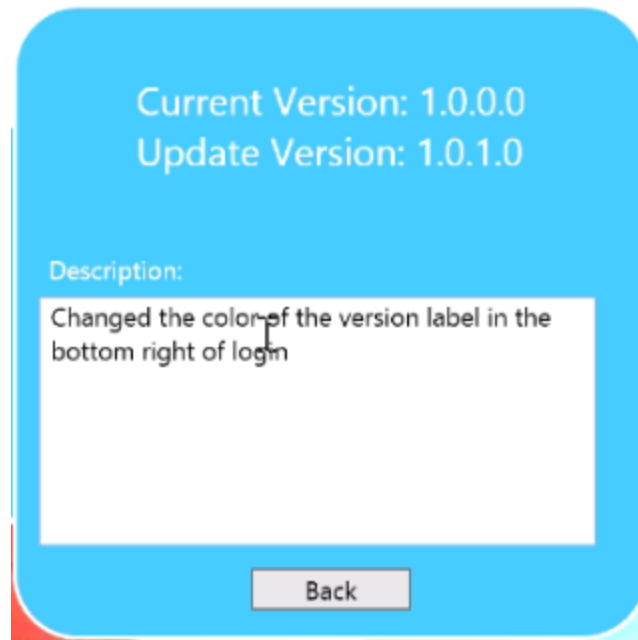 Current Version: 1.0.0.0
Update Version: 1.0.1.0
Description:
Changed the color of the version label in the
bottom right of login
Back